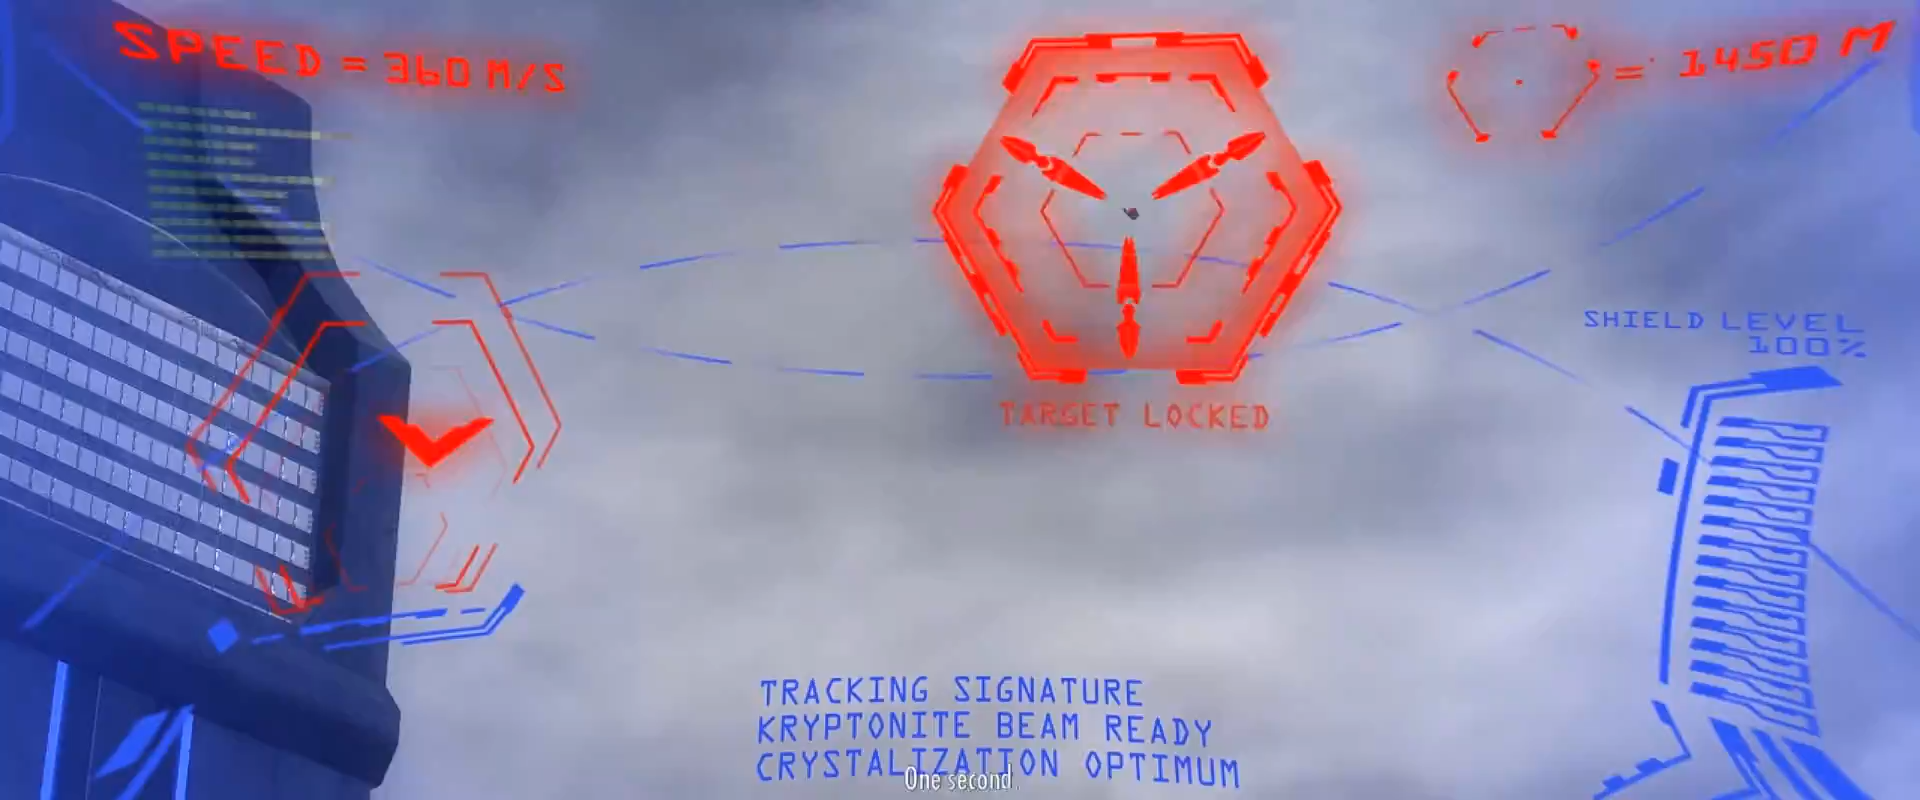 SPEED = 360 M/S
= 1450 M
TARGET LOCKED
SHIELD LEVEL
100%
TRACKING SIGNATURE
KRYPTONITE BEAM READY
CRYSTALIZATION OPTIMUM
One second.